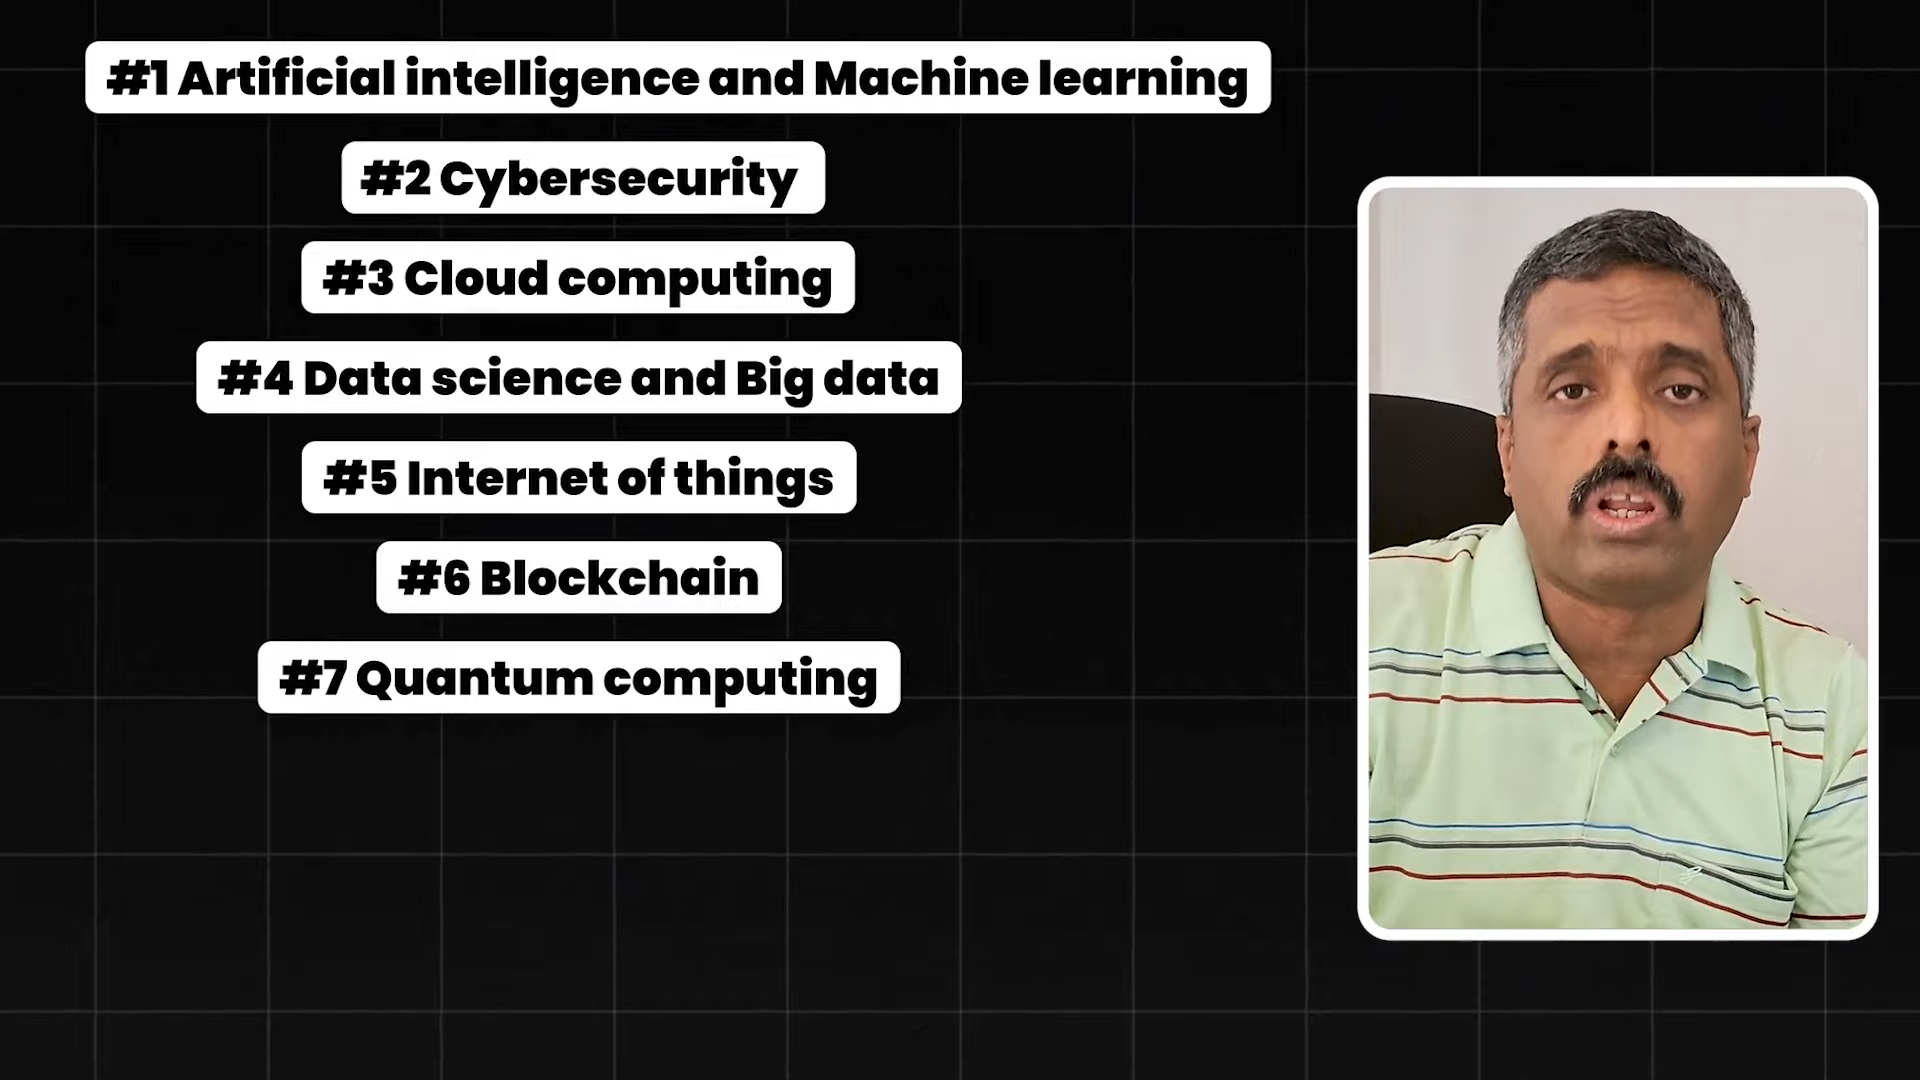 #1 Artificial intelligence and Machine learning
#2 Cybersecurity
#3 Cloud computing
#4 Data science and Big data
#5 Internet of things
#6 Blockchain
#7 Quantum computing